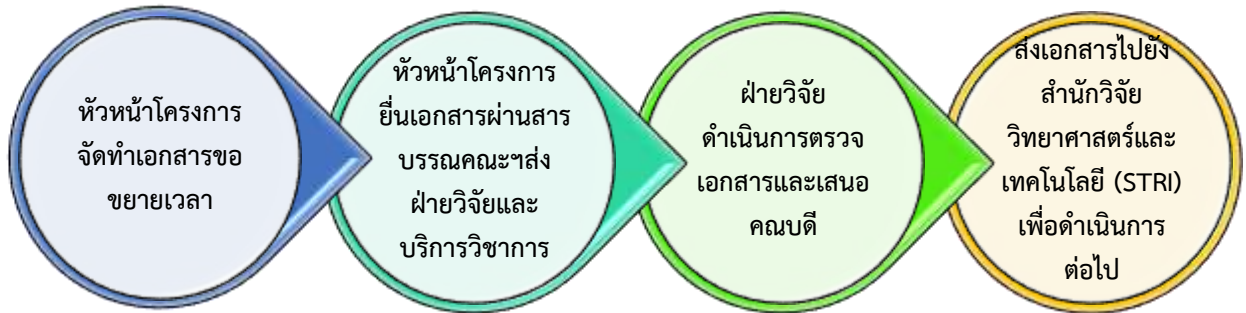 หัวหน้าโครงการ
จัดทำเอกสารขอ
ขยายเวลา
หัวหน้าโครงการ
ยื่นเอกสารผ่านสาร
บรรณคณะฯส่ง
ฝ่ายวิจัยและ
บริการวิชาการ
ฝ่ายวิจัย
ดำเนินการตรวจ
เอกสารและเสนอ
คณบดี
ส่งเอกสารไปยัง
สำนักวิจัย
วิทยาศาสตร์และ
เทคโนโลยี (STRI)
เพื่อดำเนินการ
ต่อไป